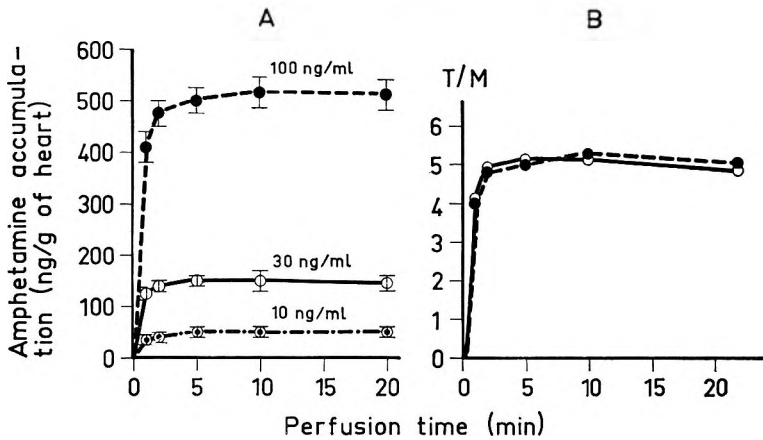 A
B
Amphetamine accumula-
tion (ng/g of heart)
600
500
400
300
200
100
0
100 ng/ml
30 ng/ml
10 ng/ml
0 5 10 15 20
T/M
6
5
4
3
2
1
0
0 5 10 15 20
Perfusion time (min)